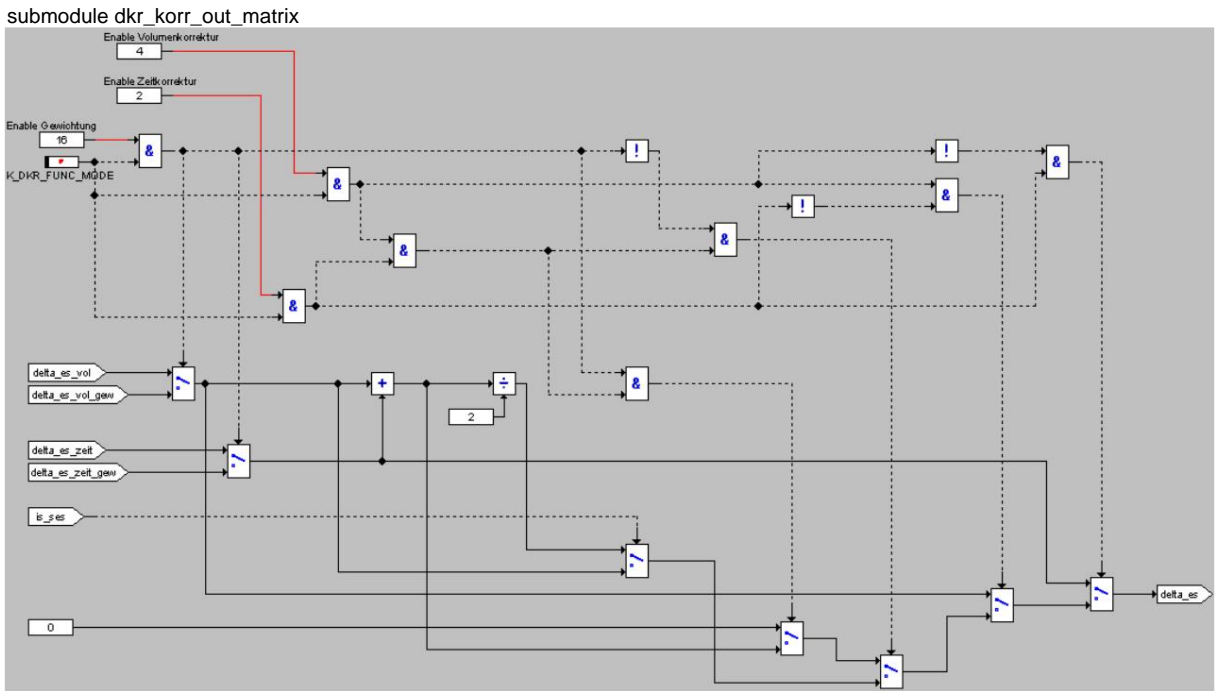 submodule dkr_korr_out_matrix
Enable Volumenkorrektur
4
Enable Zeitkorrektur
2
Enable Gewichtung
16
K_DKR_FUNC_MODE
&
!
!
&
&
&
!
&
&
&
delta_es_vol
delta_es_vol_gew
+
÷
&
2
delta_es_zeit
delta_es_zeit_gew
is_ses
delta_es
0